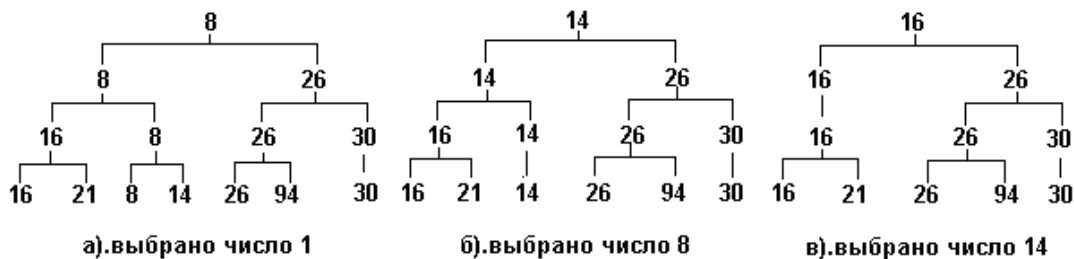 8 14 16
8 26 14 26 16 26
16 8 26 30 16 14 26 30 16 26 30
16 21 8 14 26 94 30 16 21 14 26 94 30 16 21 26 94 30
а).выбрано число 1 б).выбрано число 8 в).выбрано число 14